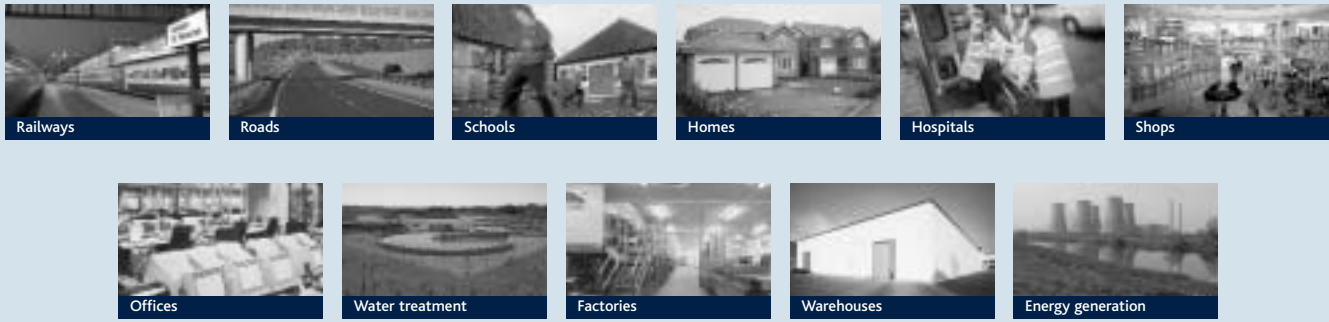 Railways
Roads
Schools
Homes
Hospitals
Shops
Offices
Water treatment
Factories
Warehouses
Energy generation